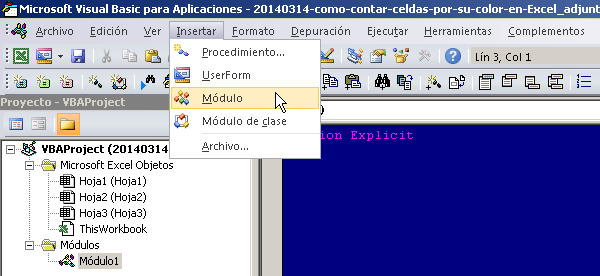 Microsoft Visual Basic para Aplicaciones - 20140314-como-contar-celdas-por-su-color-en-Excel_adjunt
Archivo Edición Ver Insertar Formato Depuración Ejecutar Herramientas Complementos
Lín 3, Col 1
Procedimiento...
UserForm
Módulo
Módulo de clase
Archivo...
Proyecto - VBAProject
VBAProject (20140314
Microsoft Excel Objetos
Hoja1 (Hoja1)
Hoja2 (Hoja2)
Hoja3 (Hoja3)
ThisWorkbook
Módulos
Módulo1
)
ion Explicit